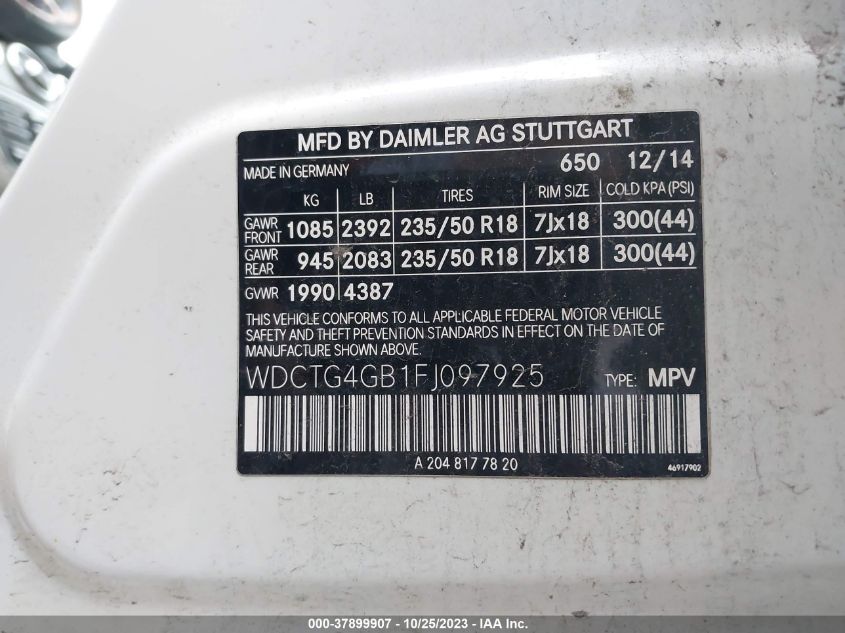 MFD BY DAIMLER AG STUTTGART
MADE IN GERMANY 650 12/14
KG LB TIRES RIM SIZE COLD KPA (PSI)
GAWR FRONT 1085 2392 235/50 R18 7Jx18 300(44)
GAWR REAR 945 2083 235/50 R18 7Jx18 300(44)
GVWR 1990 4387
THIS VEHICLE CONFORMS TO ALL APPLICABLE FEDERAL MOTOR VEHICLE
SAFETY AND THEFT PREVENTION STANDARDS IN EFFECT ON THE DATE OF
MANUFACTURE SHOWN ABOVE.
WDCTG4GB1FJ097925 TYPE: MPV
A 204 817 78 20 46917902
000-37899907 - 10/25/2023 - IAA Inc.